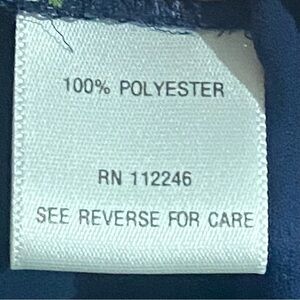 100% POLYESTER
RN 112246
SEE REVERSE FOR CARE